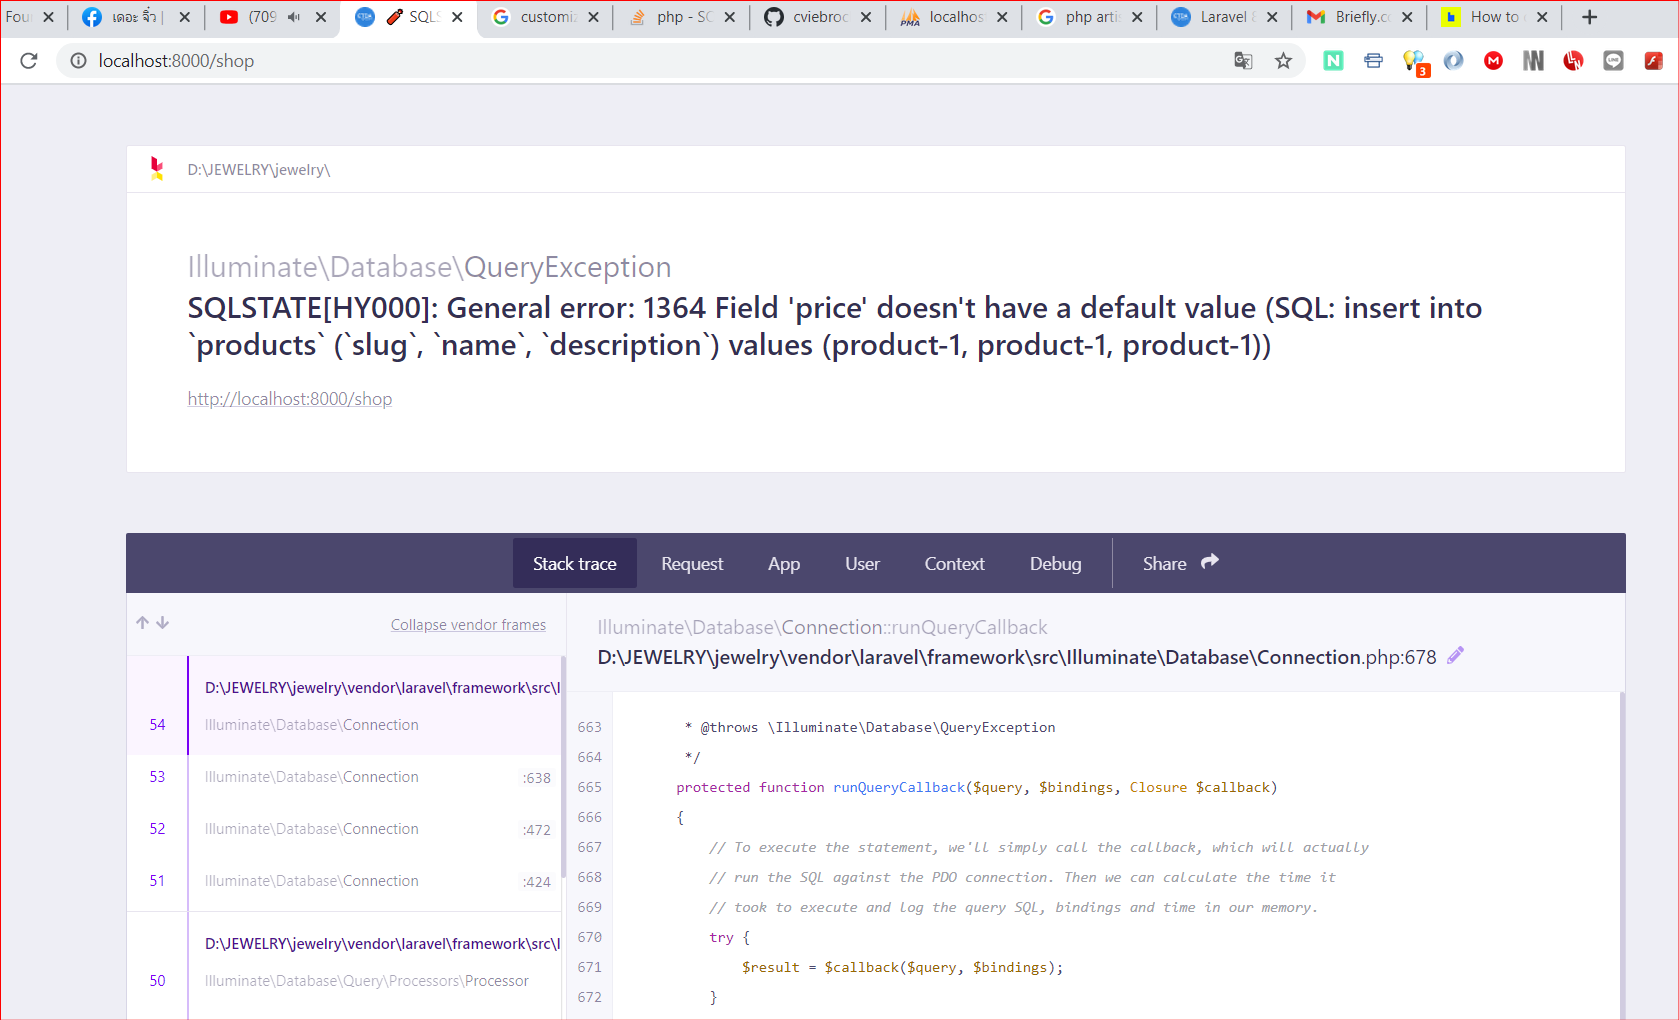 Four
เดอะ จิ๋ว |
(709
SQLS
customiz
php - SC
cviebroc
localhos
php artis
Laravel 8
Briefly.co
How to
localhost:8000/shop
3
D:\JEWELRY\jewelry\
Illuminate\Database\QueryException
SQLSTATE[HY000]: General error: 1364 Field 'price' doesn't have a default value (SQL: insert into
`products` (`slug`, `name`, `description`) values (product-1, product-1, product-1))
http://localhost:8000/shop
Stack trace
Request
App
User
Context
Debug
Share
Collapse vendor frames
Illuminate\Database\Connection::runQueryCallback
D:\JEWELRY\jewelry\vendor\laravel\framework\src\Illuminate\Database\Connection.php:678
D:\JEWELRY\jewelry\vendor\laravel\framework\src\I
54 Illuminate\Database\Connection
53 Illuminate\Database\Connection :638
52 Illuminate\Database\Connection :472
51 Illuminate\Database\Connection :424
D:\JEWELRY\jewelry\vendor\laravel\framework\src\I
50 Illuminate\Database\Query\Processors\Processor
663 * @throws \Illuminate\Database\QueryException
664 */
665 protected function runQueryCallback($query, $bindings, Closure $callback)
666 {
667 // To execute the statement, we'll simply call the callback, which will actually
668 // run the SQL against the PDO connection. Then we can calculate the time it
669 // took to execute and log the query SQL, bindings and time in our memory.
670 try {
671 $result = $callback($query, $bindings);
672 }